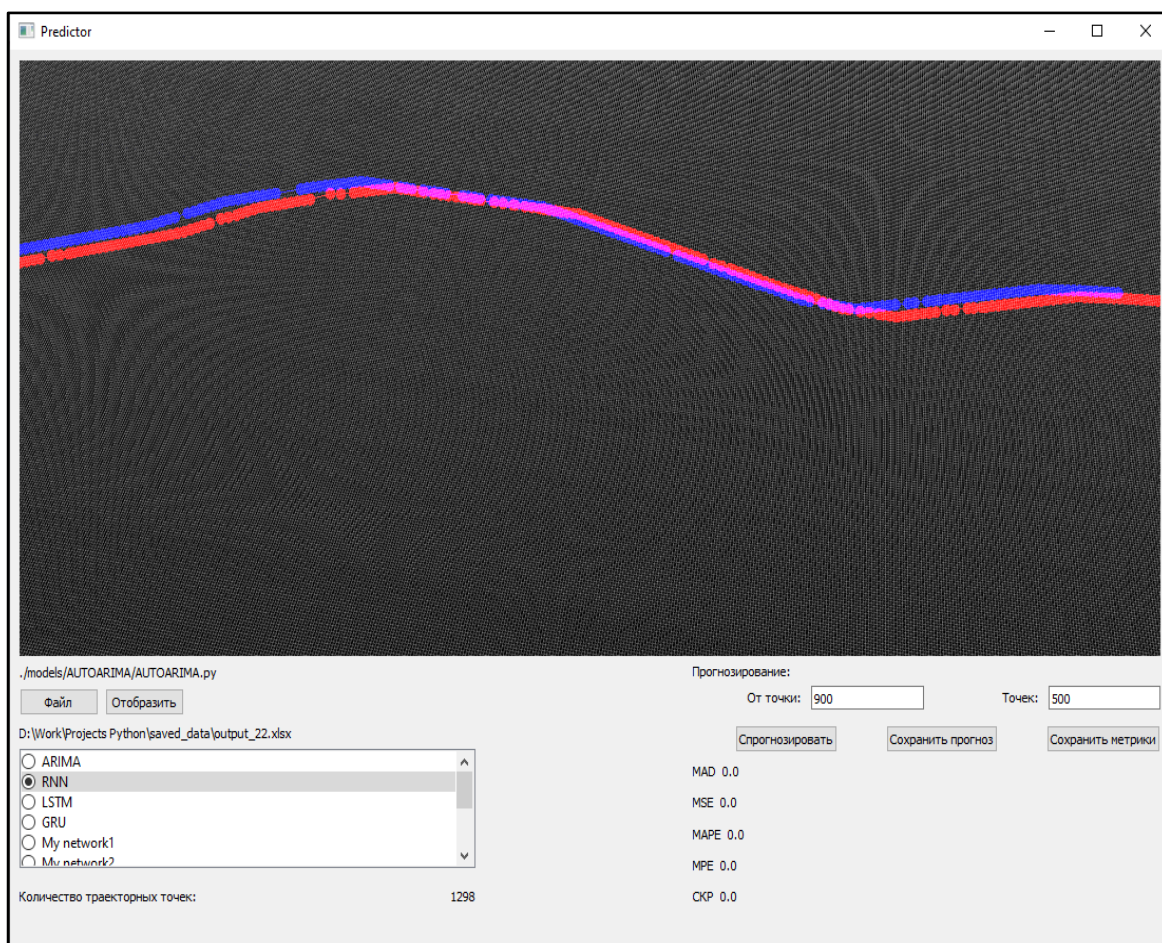 Predictor
./models/AUTOARIMA/AUTOARIMA.py
Файл Отобразить
D:\Work\Projects Python\saved_data\output_22.xlsx
ARIMA
RNN
LSTM
GRU
My network1
My network2
Количество траекторных точек: 1298
Прогнозирование:
От точки: 900 Точек: 500
Спрогнозировать Сохранить прогноз Сохранить метрики
MAD 0.0
MSE 0.0
MAPE 0.0
MPE 0.0
СКР 0.0